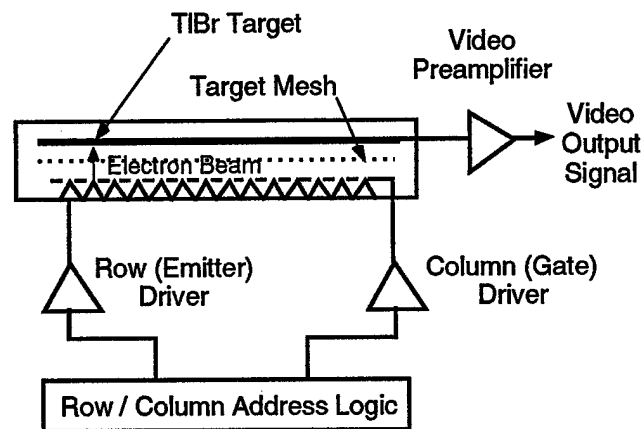 TlBr Target
Video
Preamplifier
Target Mesh
Video
Output
Signal
Electron Beam
Row (Emitter)
Driver
Column (Gate)
Driver
Row / Column Address Logic